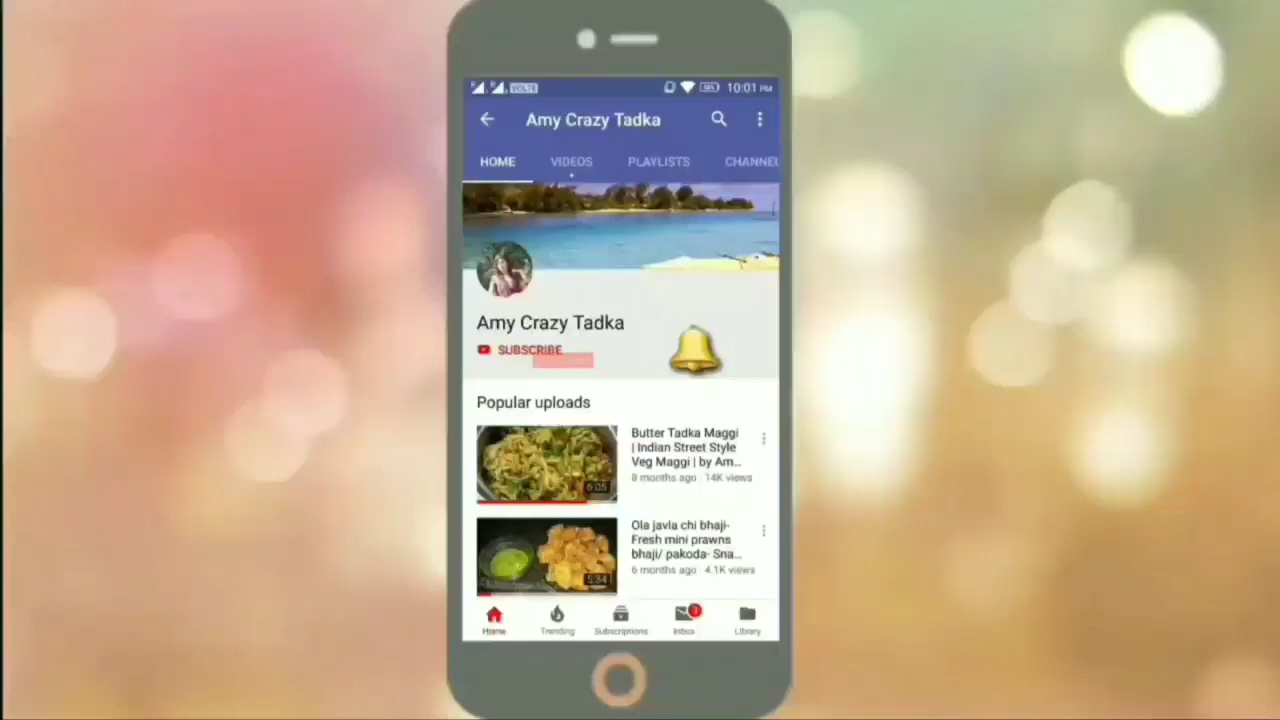 VOLTE 10:01 PM
Amy Crazy Tadka
HOME VIDEOS PLAYLISTS CHANNEL
Amy Crazy Tadka
SUBSCRIBE
Popular uploads
Butter Tadka Maggi
| Indian Street Style
Veg Maggi | by Am...
8 months ago · 14K views
6:05
Ola javla chi bhaji-
Fresh mini prawns
bhaji/ pakoda- Sna...
6 months ago · 4.1K views
5:34
3
Home Trending Subscriptions Inbox Library